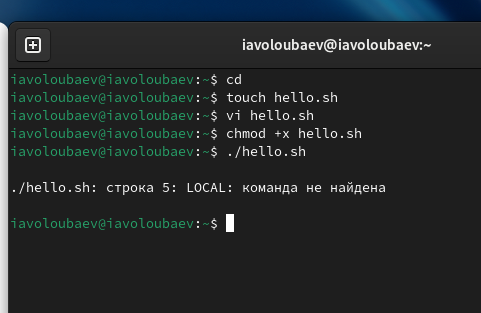 iavoloubaev@iavoloubaev:~
iavoloubaev@iavoloubaev:~$ cd
iavoloubaev@iavoloubaev:~$ touch hello.sh
iavoloubaev@iavoloubaev:~$ vi hello.sh
iavoloubaev@iavoloubaev:~$ chmod +x hello.sh
iavoloubaev@iavoloubaev:~$ ./hello.sh
./hello.sh: строка 5: LOCAL: команда не найдена
iavoloubaev@iavoloubaev:~$